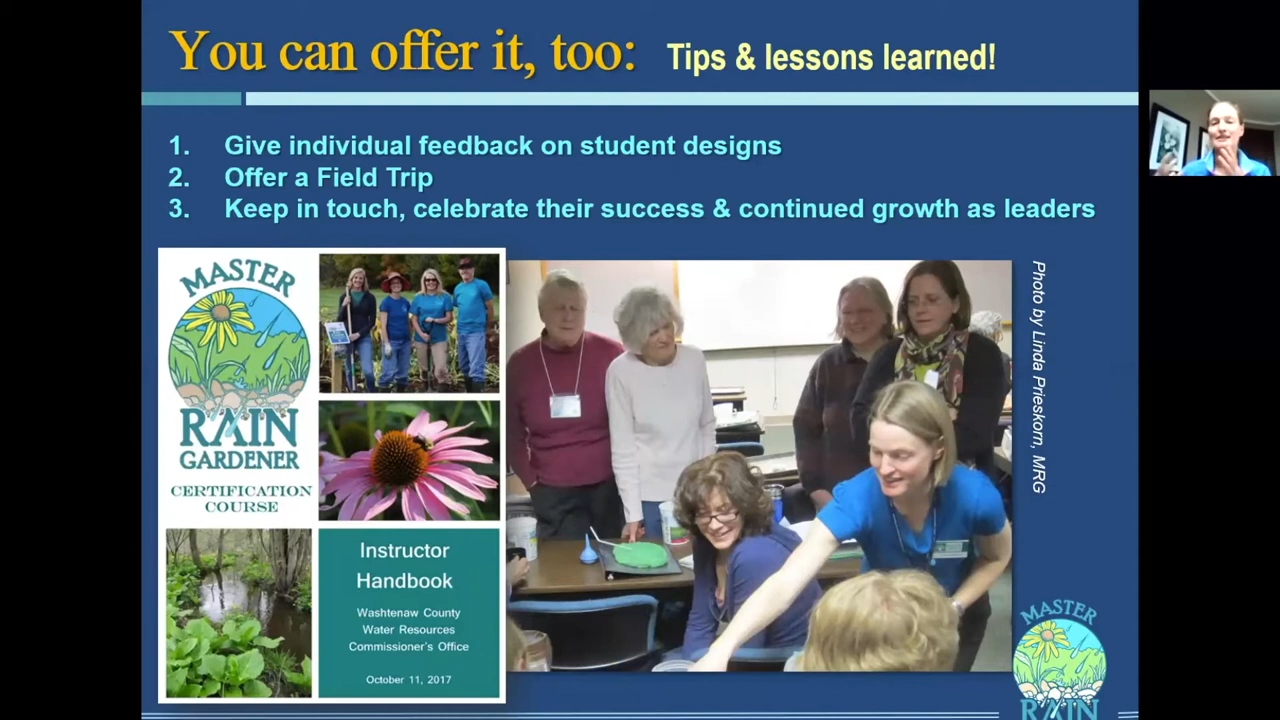 You can offer it, too: Tips & lessons learned!
1. Give individual feedback on student designs
2. Offer a Field Trip
3. Keep in touch, celebrate their success & continued growth as leaders
MASTER
RAIN
GARDENER
CERTIFICATION
COURSE
Instructor
Handbook
Washtenaw County
Water Resources
Commissioner's Office
October 11, 2017
Photo by Linda Prieskorn, MRG
MASTER
RAIN